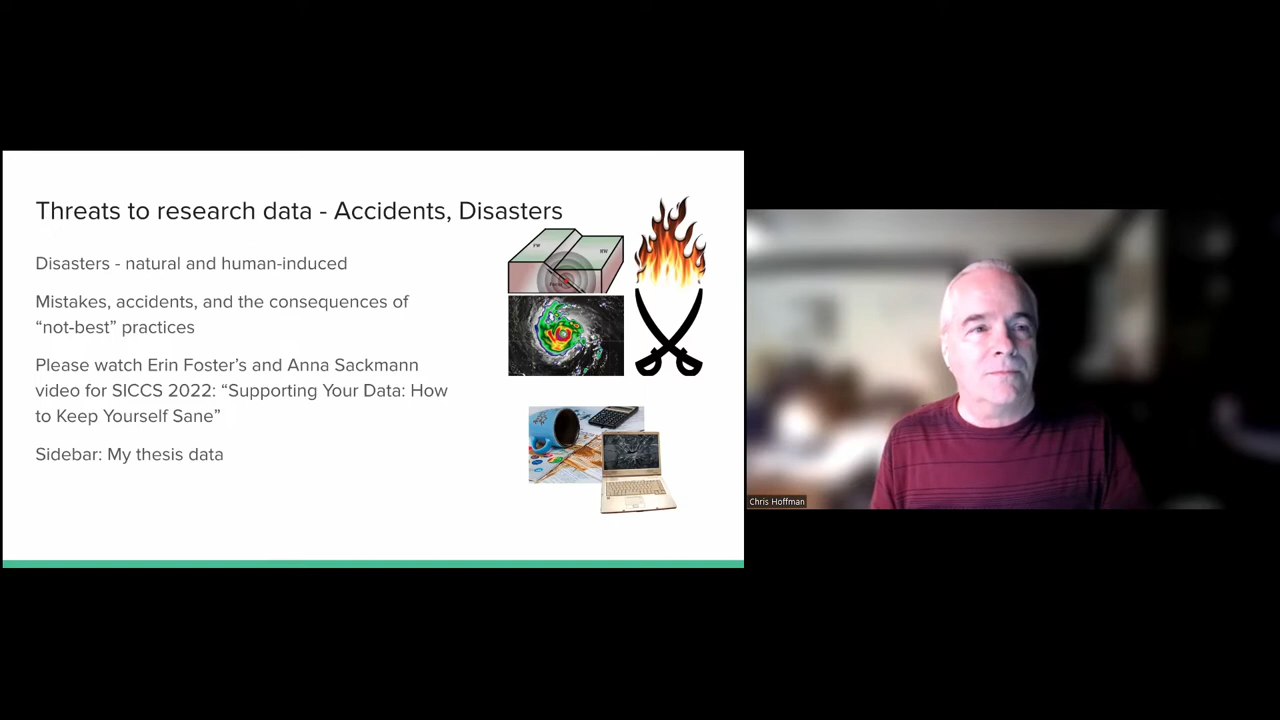 Threats to research data - Accidents, Disasters
Disasters - natural and human-induced
Mistakes, accidents, and the consequences of
“not-best” practices
Please watch Erin Foster’s and Anna Sackmann
video for SICCS 2022: “Supporting Your Data: How
to Keep Yourself Sane”
Sidebar: My thesis data
FW
HW
Chris Hoffman